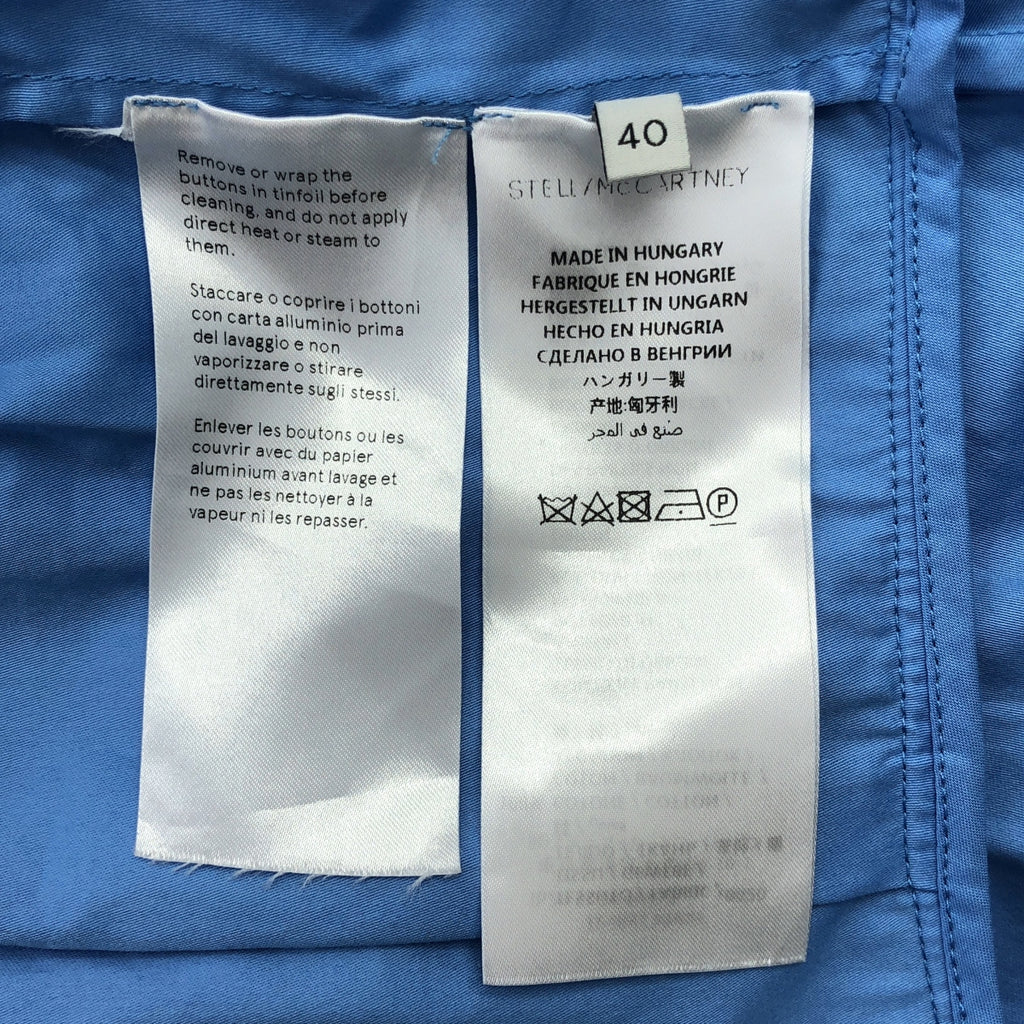 Remove or wrap the
buttons in tinfoil before
cleaning, and do not apply
direct heat or steam to
them.
Staccare o coprire i bottoni
con carta alluminio prima
del lavaggio e non
vaporizzare o stirare
direttamente sugli stessi.
Enlever les boutons ou les
couvrir avec du papier
aluminium avant lavage et
ne pas les nettoyer à la
vapeur ni les repasser.
40
STELLA McCARTNEY
MADE IN HUNGARY
FABRIQUE EN HONGRIE
HERGESTELLT IN UNGARN
HECHO EN HUNGRIA
СДЕЛАНО В ВЕНГРИИ
ハンガリー製
产地:匈牙利
صنع في المجر
P